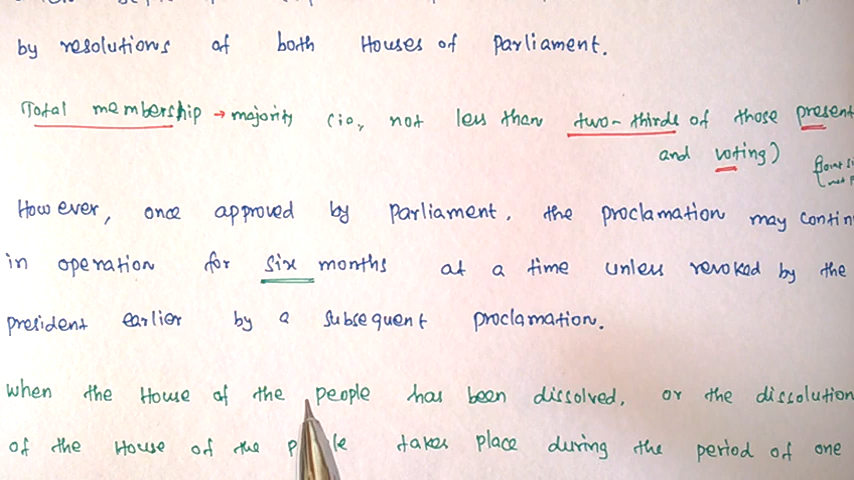 by resolutions of both Houses of Parliament.
Total membership → majority (ie, not less than two-thirds of those present
and voting)
However, once approved by Parliament, the proclamation may contin
in operation for six months at a time unless revoked by the
president earlier by a subsequent proclamation.
when the House of the people has been dissolved, or the dissolution
of the House of the takes place during the period of one